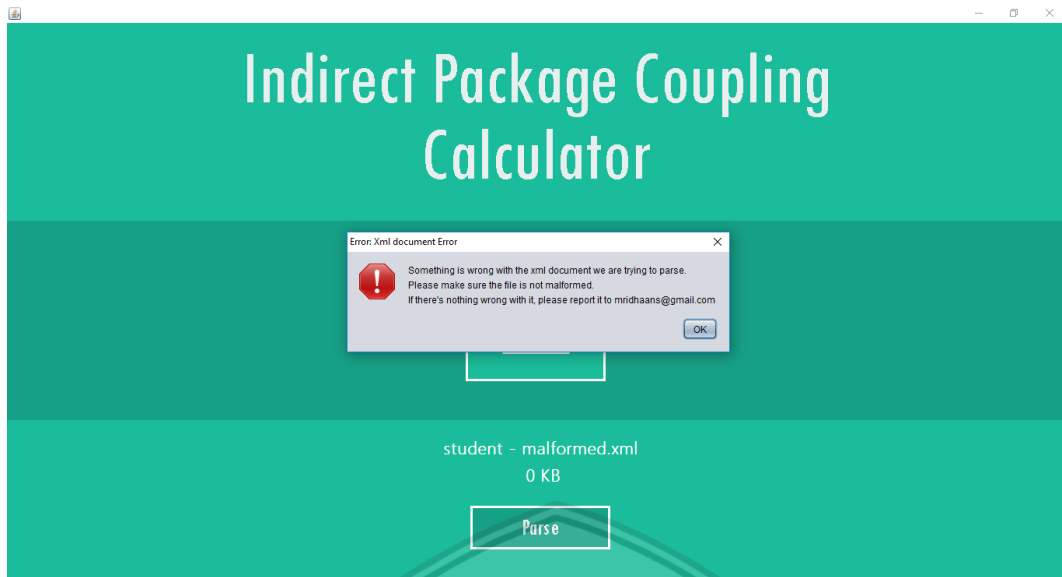 Indirect Package Coupling
Calculator
Error: Xml document Error
Something is wrong with the xml document we are trying to parse.
Please make sure the file is not malformed.
If there's nothing wrong with it, please report it to mridhaans@gmail.com
OK
student - malformed.xml
0 KB
Parse